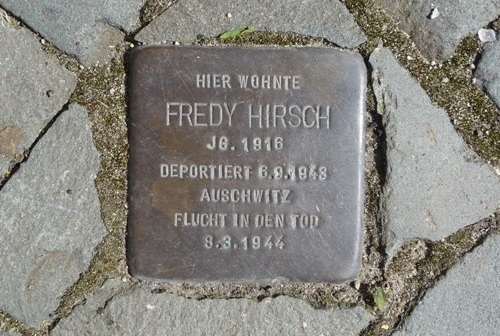 HIER WOHNTE
FREDY HIRSCH
JG. 1916
DEPORTIERT 6.9.1943
AUSCHWITZ
FLUCHT IN DEN TOD
8.3.1944